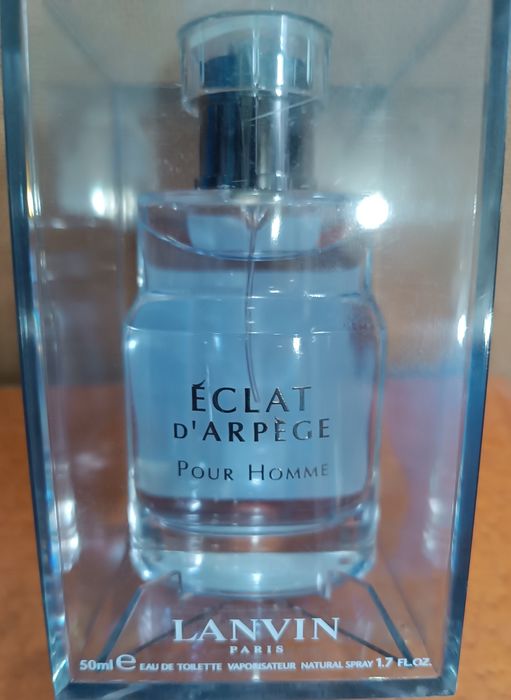 ÉCLAT
D'ARPÈGE
POUR HOMME
LANVIN
PARIS
50ml e EAU DE TOILETTE VAPORISATEUR NATURAL SPRAY 1.7 FL.OZ.